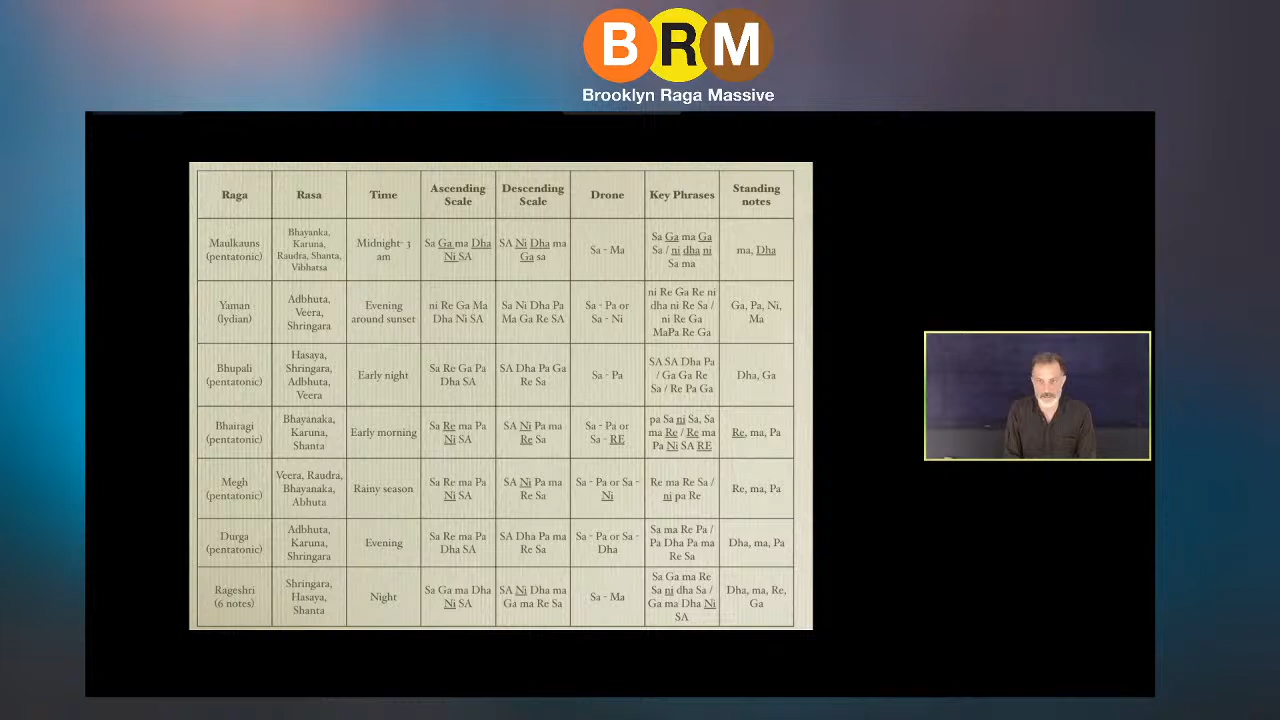 BRM
Brooklyn Raga Massive
Raga
Rasa
Time
Ascending
Scale
Descending
Scale
Drone
Key Phrases
Standing
notes
Maulkauns
(pentatonic)
Bhayanka,
Karuna,
Raudra, Shanta,
Vibhatsa
Midnight- 3
am
Sa Ga ma Dha
Ni SA
SA Ni Dha ma
Ga sa
Sa - Ma
Sa Ga ma Ga
Sa / ni dha ni
Sa ma
ma, Dha
Yaman
(lydian)
Adbhuta,
Veera,
Shringara
Evening
around sunset
ni Re Ga Ma
Dha Ni SA
Sa Ni Dha Pa
Ma Ga Re SA
Sa - Pa or
Sa - Ni
ni Re Ga Re ni
dha ni Re Sa /
ni Re Ga
MaPa Re Ga
Ga, Pa, Ni,
Ma
Bhupali
(pentatonic)
Hasaya,
Shringara,
Adbhuta,
Veera
Early night
Sa Re Ga Pa
Dha SA
SA Dha Pa Ga
Re Sa
Sa - Pa
SA SA Dha Pa
/ Ga Ga Re
Sa / Re Pa Ga
Dha, Ga
Bhairagi
(pentatonic)
Bhayanaka,
Karuna,
Shanta
Early morning
Sa Re ma Pa
Ni SA
SA Ni Pa ma
Re Sa
Sa - Pa or
Sa - RE
pa Sa ni Sa, Sa
ma Re / Re ma
Pa Ni SA RE
Re, ma, Pa
Megh
(pentatonic)
Veera, Raudra,
Bhayanaka,
Abhuta
Rainy season
Sa Re ma Pa
Ni SA
SA Ni Pa ma
Re Sa
Sa - Pa or Sa -
Ni
Re ma Re Sa /
ni pa Re
Re, ma, Pa
Durga
(pentatonic)
Adbhuta,
Karuna,
Shringara
Evening
Sa Re ma Pa
Dha SA
SA Dha Pa ma
Re Sa
Sa - Pa or Sa -
Dha
Sa ma Re Pa /
Pa Dha Pa ma
Re Sa
Dha, ma, Pa
Rageshri
(6 notes)
Shringara,
Hasaya,
Shanta
Night
Sa Ga ma Dha
Ni SA
SA Ni Dha ma
Ga ma Re Sa
Sa - Ma
Sa Ga ma Re
Sa ni dha Sa /
Ga ma Dha Ni
SA
Dha, ma, Re,
Ga